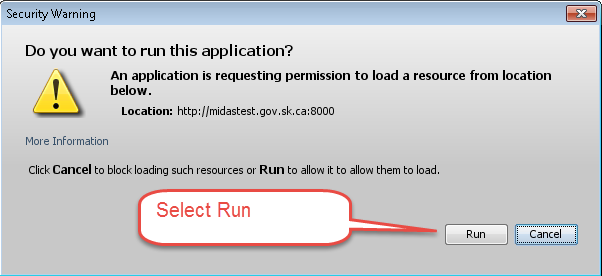 Security Warning
Do you want to run this application?
An application is requesting permission to load a resource from location
below.
Location: http://midastest.gov.sk.ca:8000
More Information
Click Cancel to block loading such resources or Run to allow it to allow them to load.
Select Run
Run Cancel